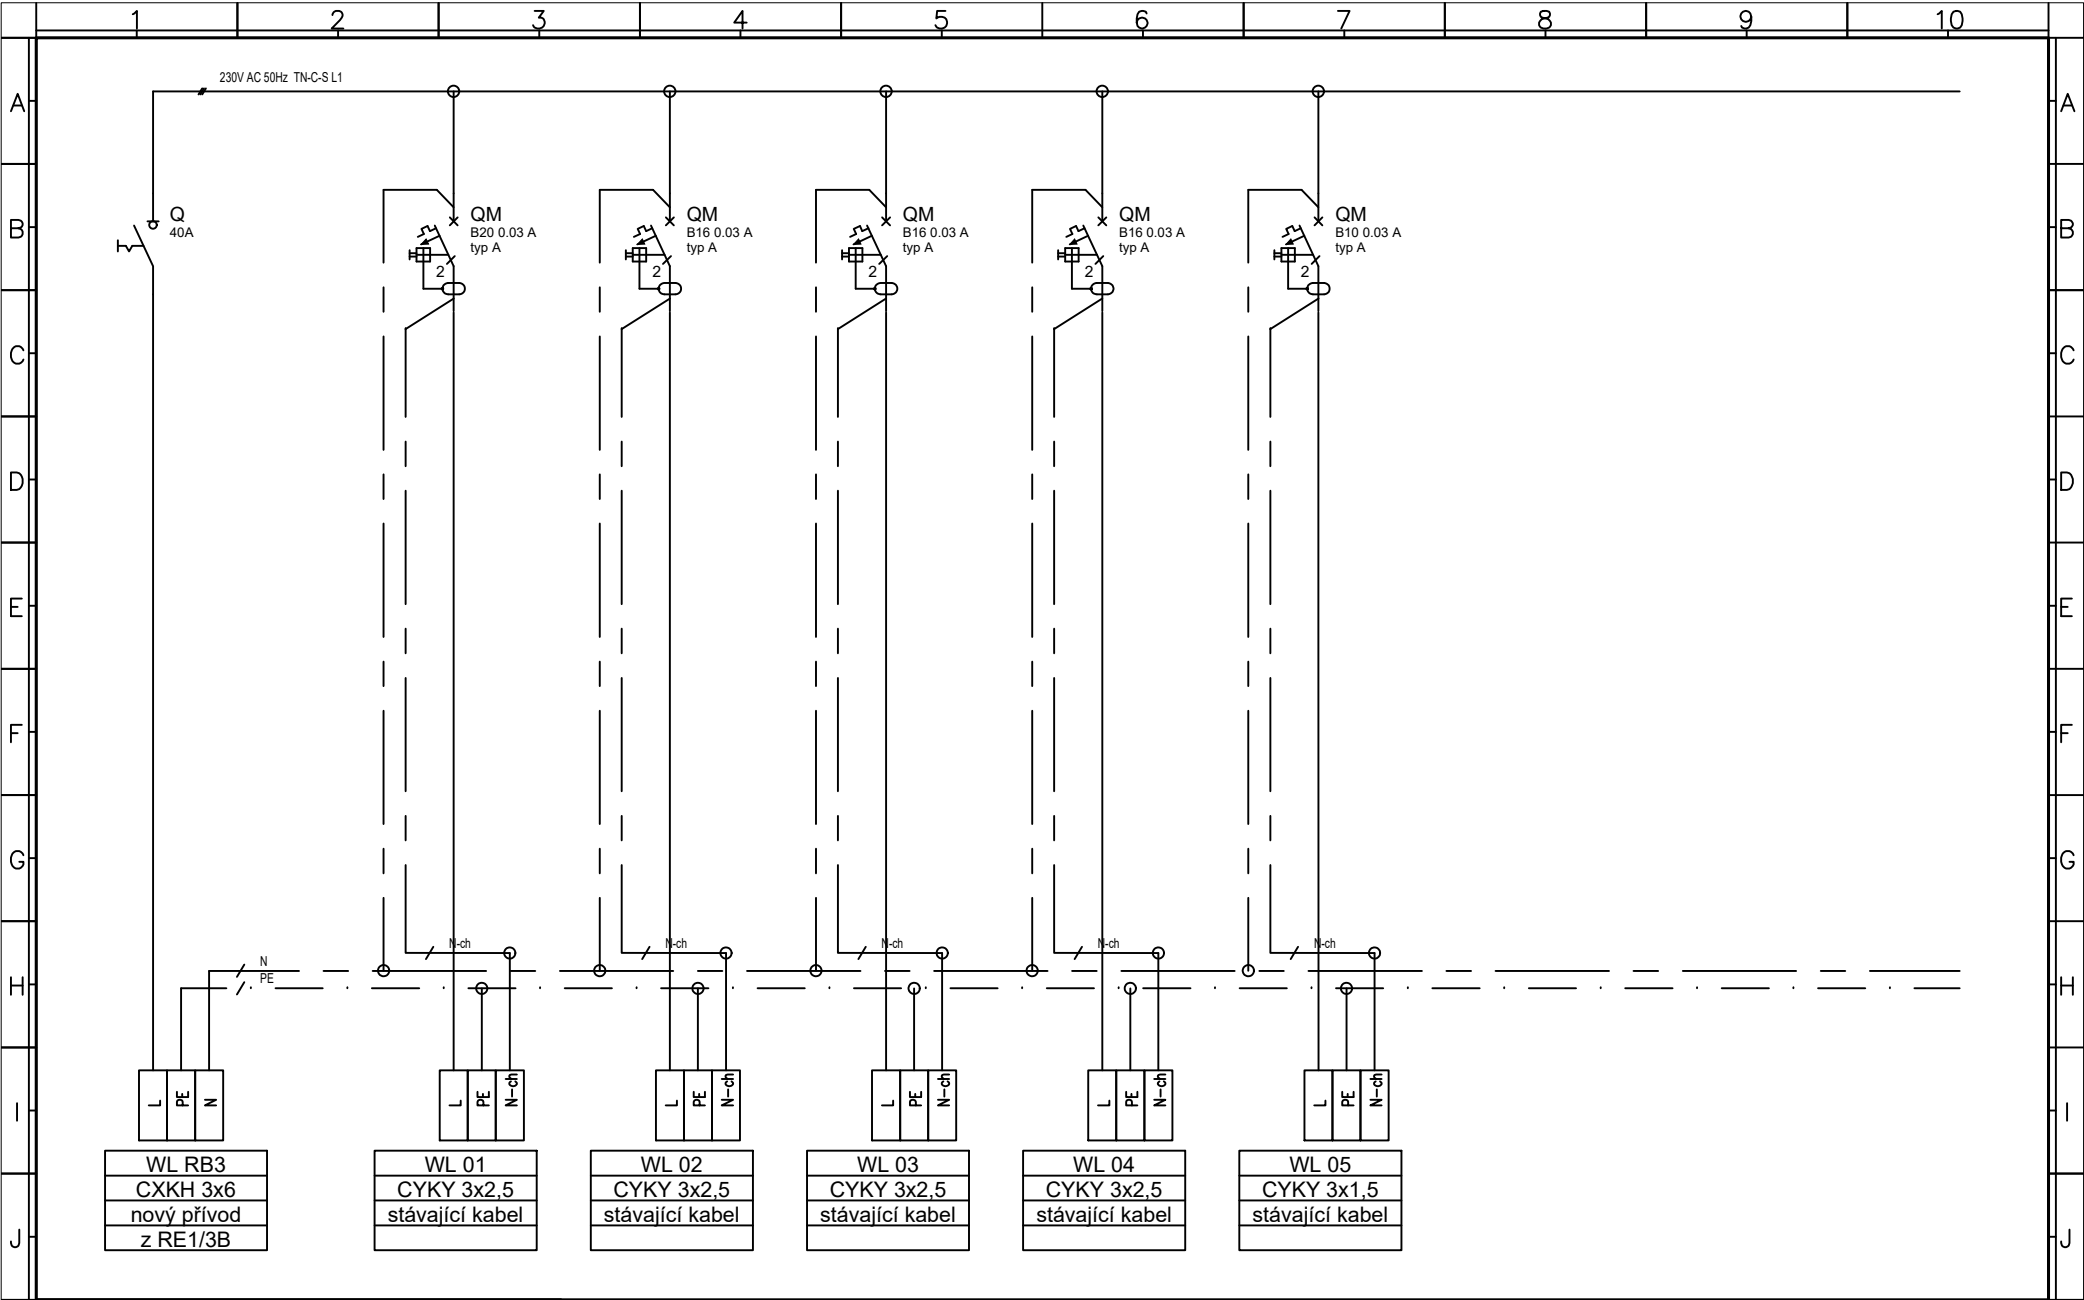 1 2 3 4 5 6 7 8 9 10
230V AC 50Hz TN-C-S L1
A A
Q
40A
QM
B20 0.03 A
typ A
2
QM
B16 0.03 A
typ A
2
QM
B16 0.03 A
typ A
2
QM
B16 0.03 A
typ A
2
QM
B10 0.03 A
typ A
2
B B
C C
D D
E E
F F
G G
N-ch N-ch N-ch N-ch N-ch
N
PE
H H
L PE N
L PE N-ch
L PE N-ch
L PE N-ch
L PE N-ch
L PE N-ch
I I
WL RB3
CXKH 3x6
nový přívod
z RE1/3B
WL 01
CYKY 3x2,5
stávající kabel
WL 02
CYKY 3x2,5
stávající kabel
WL 03
CYKY 3x2,5
stávající kabel
WL 04
CYKY 3x2,5
stávající kabel
WL 05
CYKY 3x1,5
stávající kabel
J J